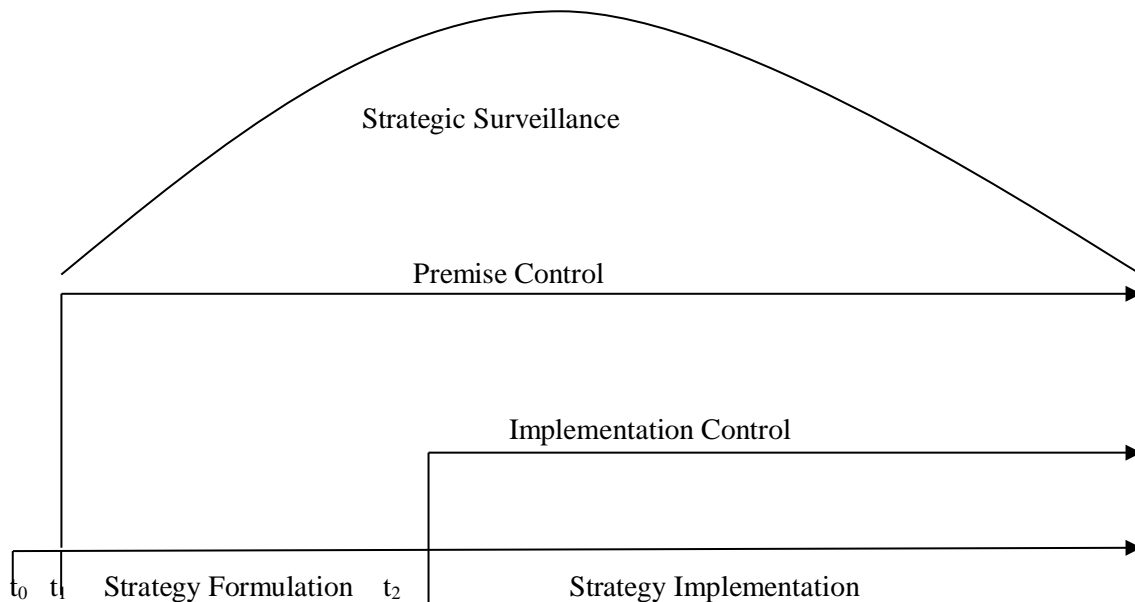 Strategic Surveillance
Premise Control
Implementation Control
t₀ t₁ Strategy Formulation t₂ Strategy Implementation